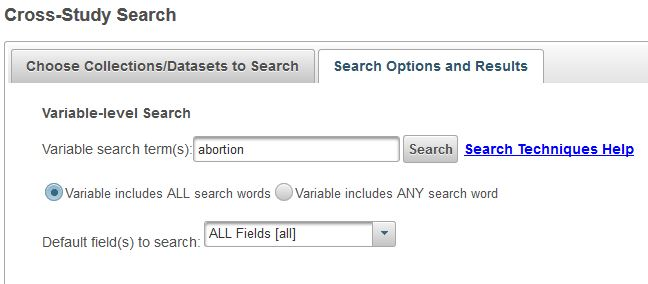 Cross-Study Search
Choose Collections/Datasets to Search Search Options and Results
Variable-level Search
Variable search term(s): abortion Search Search Techniques Help
Variable includes ALL search words Variable includes ANY search word
Default field(s) to search: ALL Fields [all]